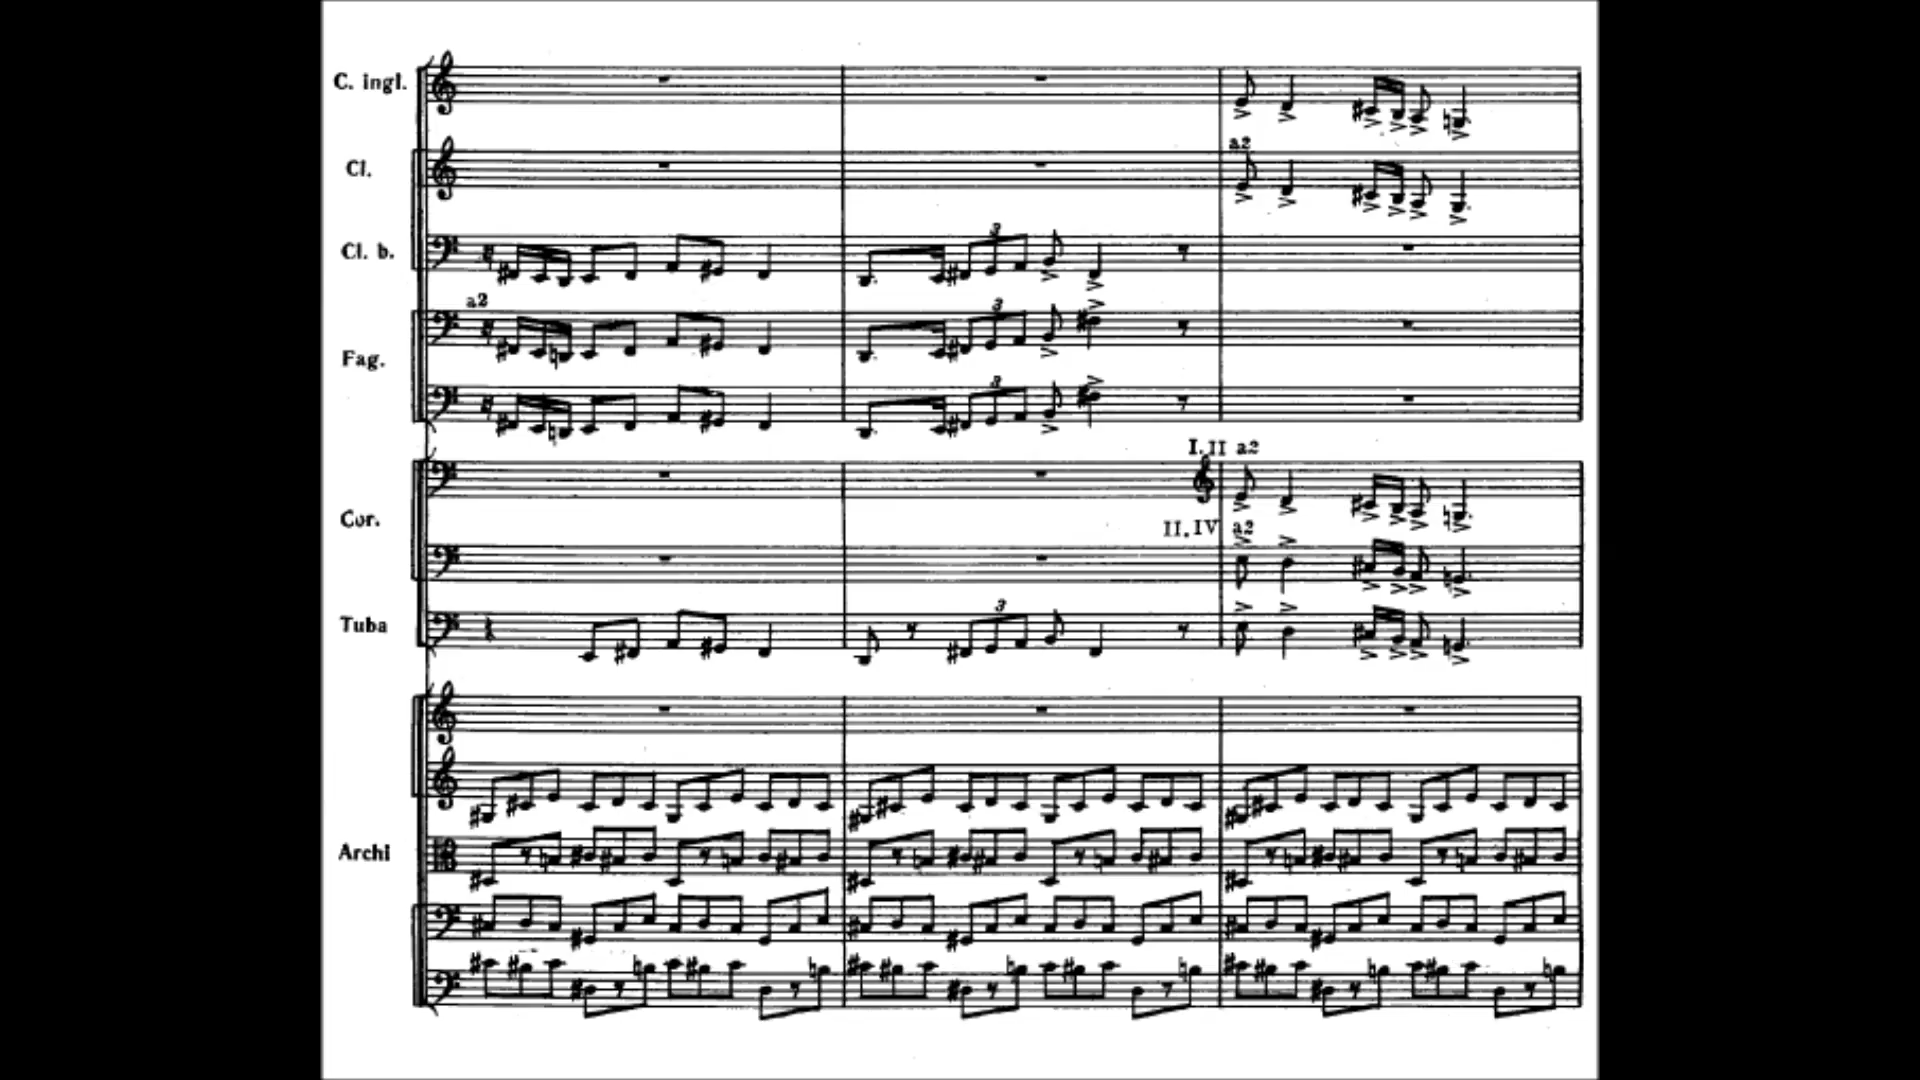 C. ingl.
a2
Cl.
3
Cl. b.
a2
3
Fag.
3
I. II a2
Cor.
II. IV a2
3
Tuba
Archi